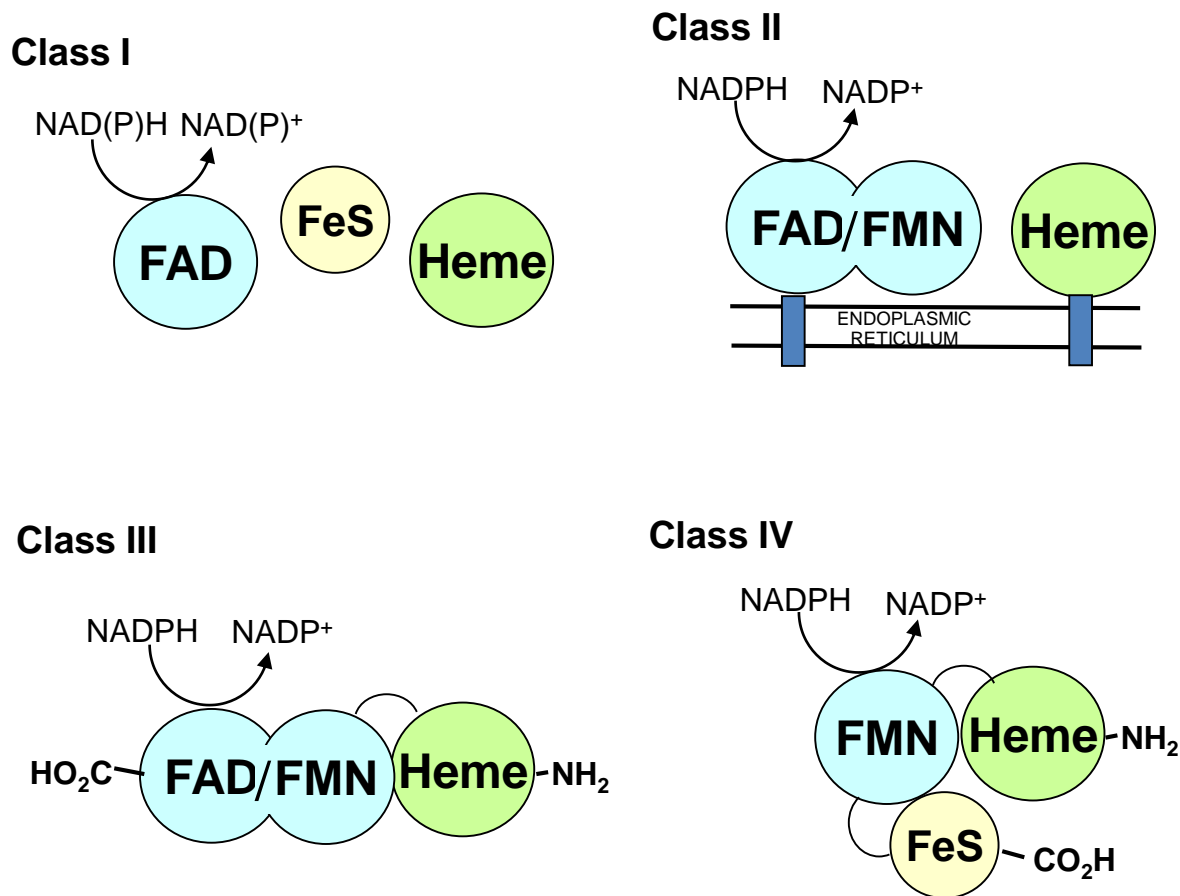 Class I
NAD(P)H NAD(P)⁺
FAD
FeS
Heme
Class II
NADPH NADP⁺
FAD/FMN
Heme
ENDOPLASMIC
RETICULUM
Class III
NADPH NADP⁺
HO₂C
FAD/FMN
Heme
NH₂
Class IV
NADPH NADP⁺
FMN
Heme
NH₂
FeS
CO₂H